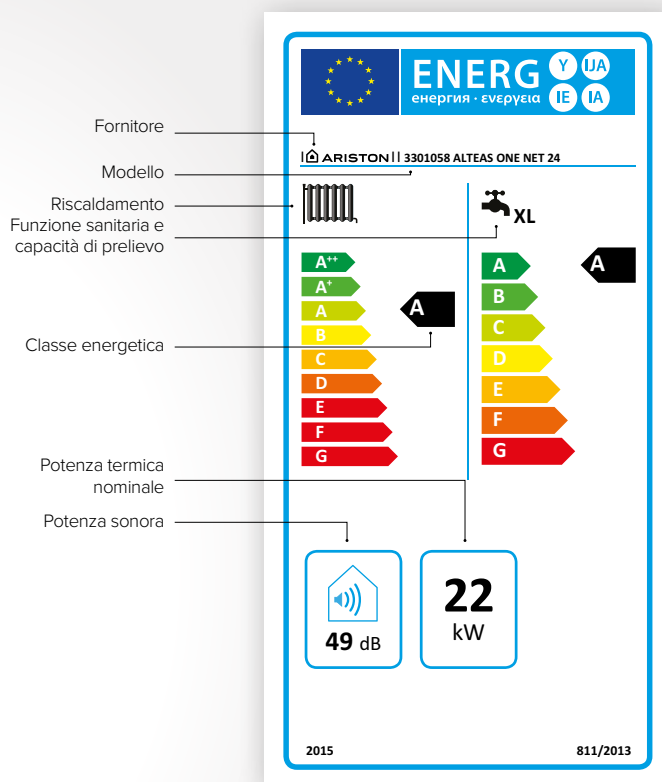 ENERG Y IJA
енергия · ενεργεια IE IA
Fornitore
ARISTON 3301058 ALTEAS ONE NET 24
Modello
Riscaldamento
Funzione sanitaria e
capacità di prelievo
XL
A++
A+
A
B
C
D
E
F
G
A
A
B
C
D
E
F
G
A
Classe energetica
Potenza termica
nominale
Potenza sonora
49 dB
22
kW
2015
811/2013